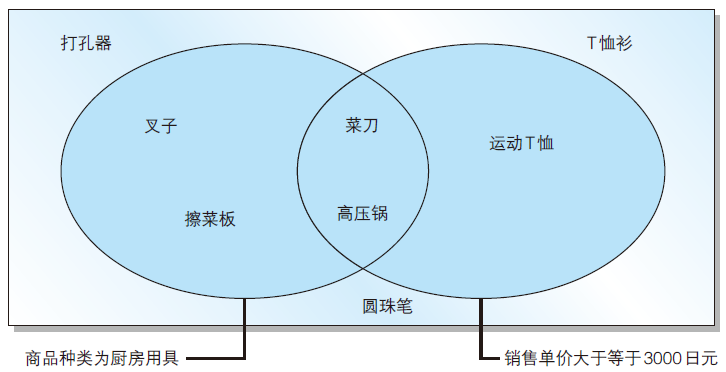 打孔器
T恤衫
叉子
菜刀
运动T恤
擦菜板
高压锅
圆珠笔
商品种类为厨房用具
销售单价大于等于3000日元